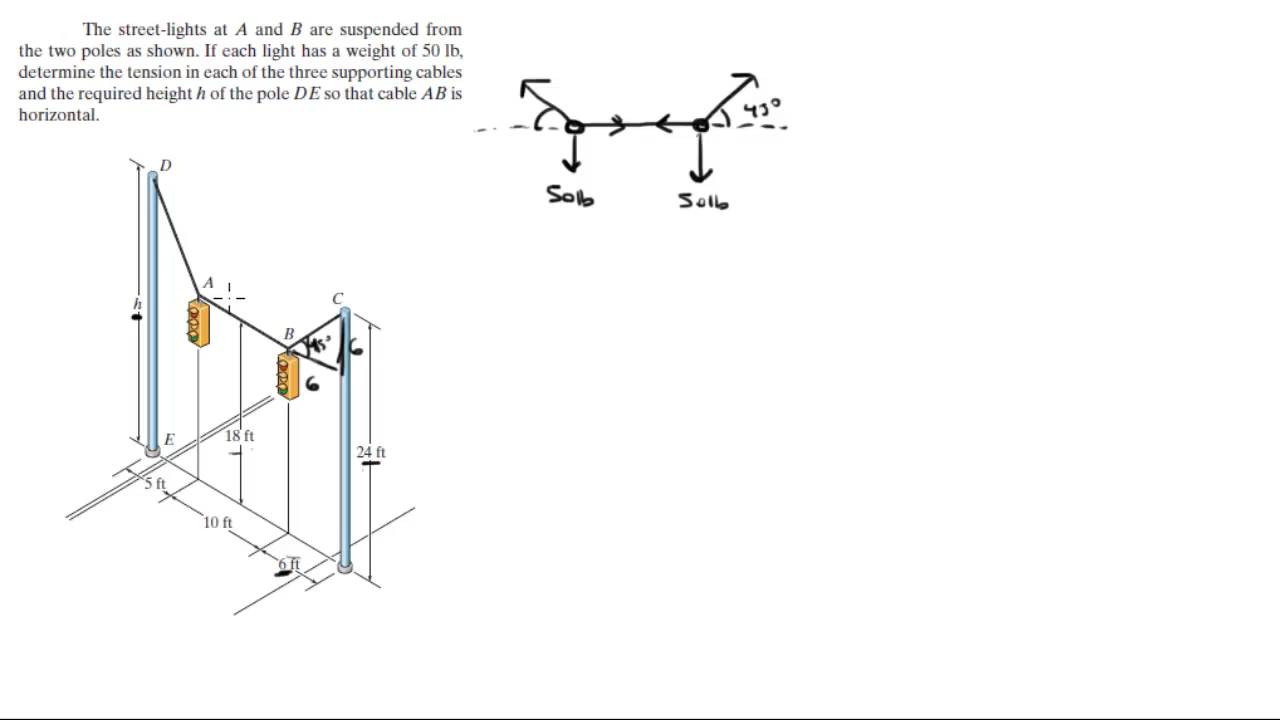 The street-lights at A and B are suspended from
the two poles as shown. If each light has a weight of 50 lb,
determine the tension in each of the three supporting cables
and the required height h of the pole DE so that cable AB is
horizontal.
45°
50lb
50lb
D
A
h
C
B
45°
6
6
E
18 ft
24 ft
5 ft
10 ft
6 ft